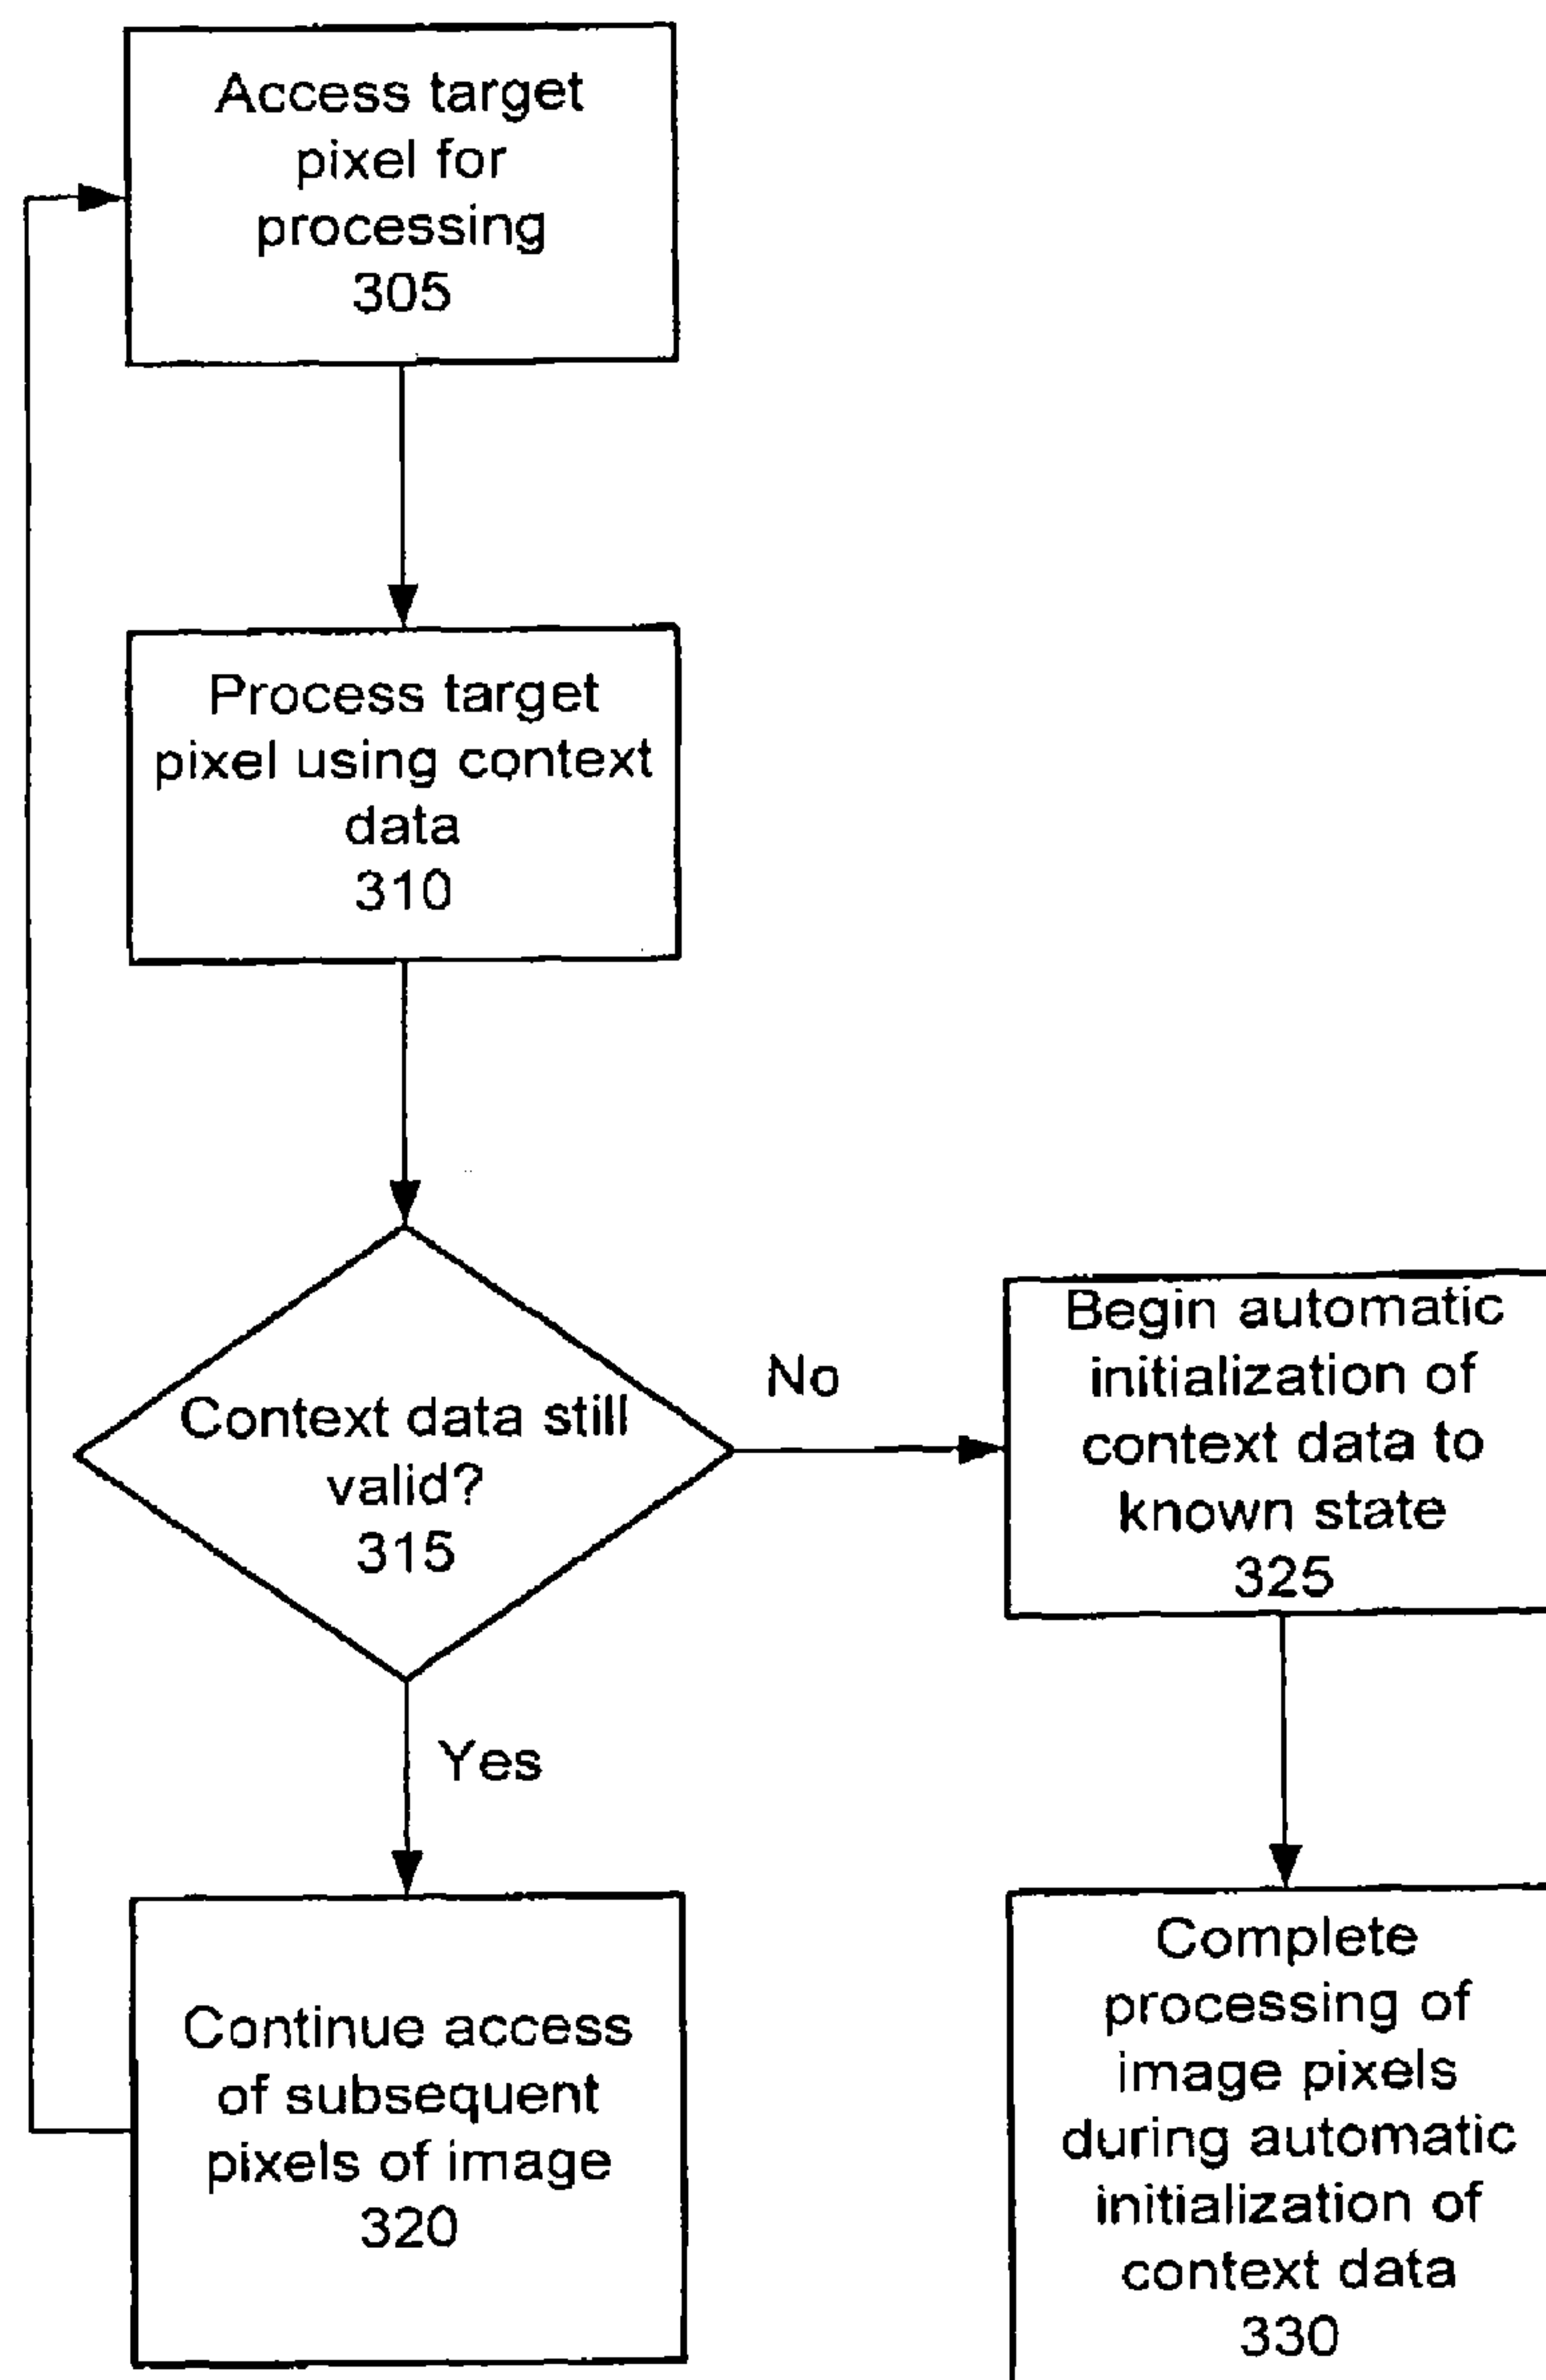 Access target
pixel for
processing
305
Process target
pixel using context
data
310
Context data still
valid?
315
No
Begin automatic
initialization of
context data to
known state
325
Yes
Continue access
of subsequent
pixels of image
320
Complete
processing of
image pixels
during automatic
initialization of
context data
330